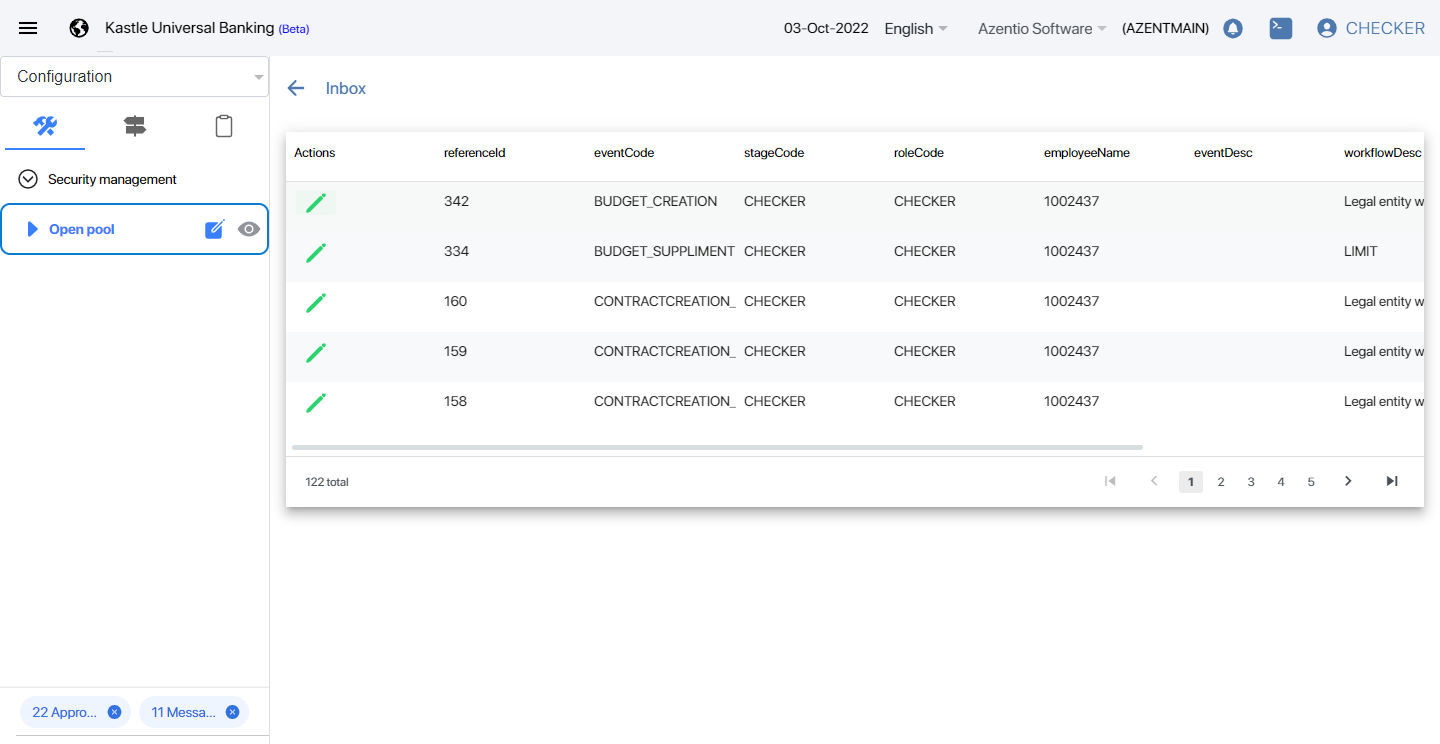 Kastle Universal Banking (Beta) 03-Oct-2022 English Azentio Software (AZENTMAIN) CHECKER
Configuration
Inbox
Security management
Open pool
Actions referenceId eventCode stageCode roleCode employeeName eventDesc workflowDesc
342 BUDGET_CREATION CHECKER CHECKER 1002437 Legal entity w
334 BUDGET_SUPPLIMENT CHECKER CHECKER 1002437 LIMIT
160 CONTRACTCREATION_ CHECKER CHECKER 1002437 Legal entity w
159 CONTRACTCREATION_ CHECKER CHECKER 1002437 Legal entity w
158 CONTRACTCREATION_ CHECKER CHECKER 1002437 Legal entity w
122 total 1 2 3 4 5
22 Appro... 11 Messa...